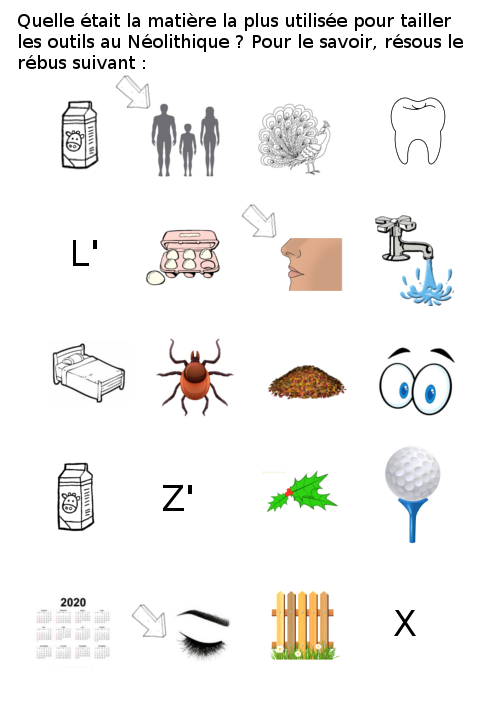 Quelle était la matière la plus utilisée pour tailler
les outils au Néolithique ? Pour le savoir, résous le
rébus suivant :
L'
Z'
2020
X